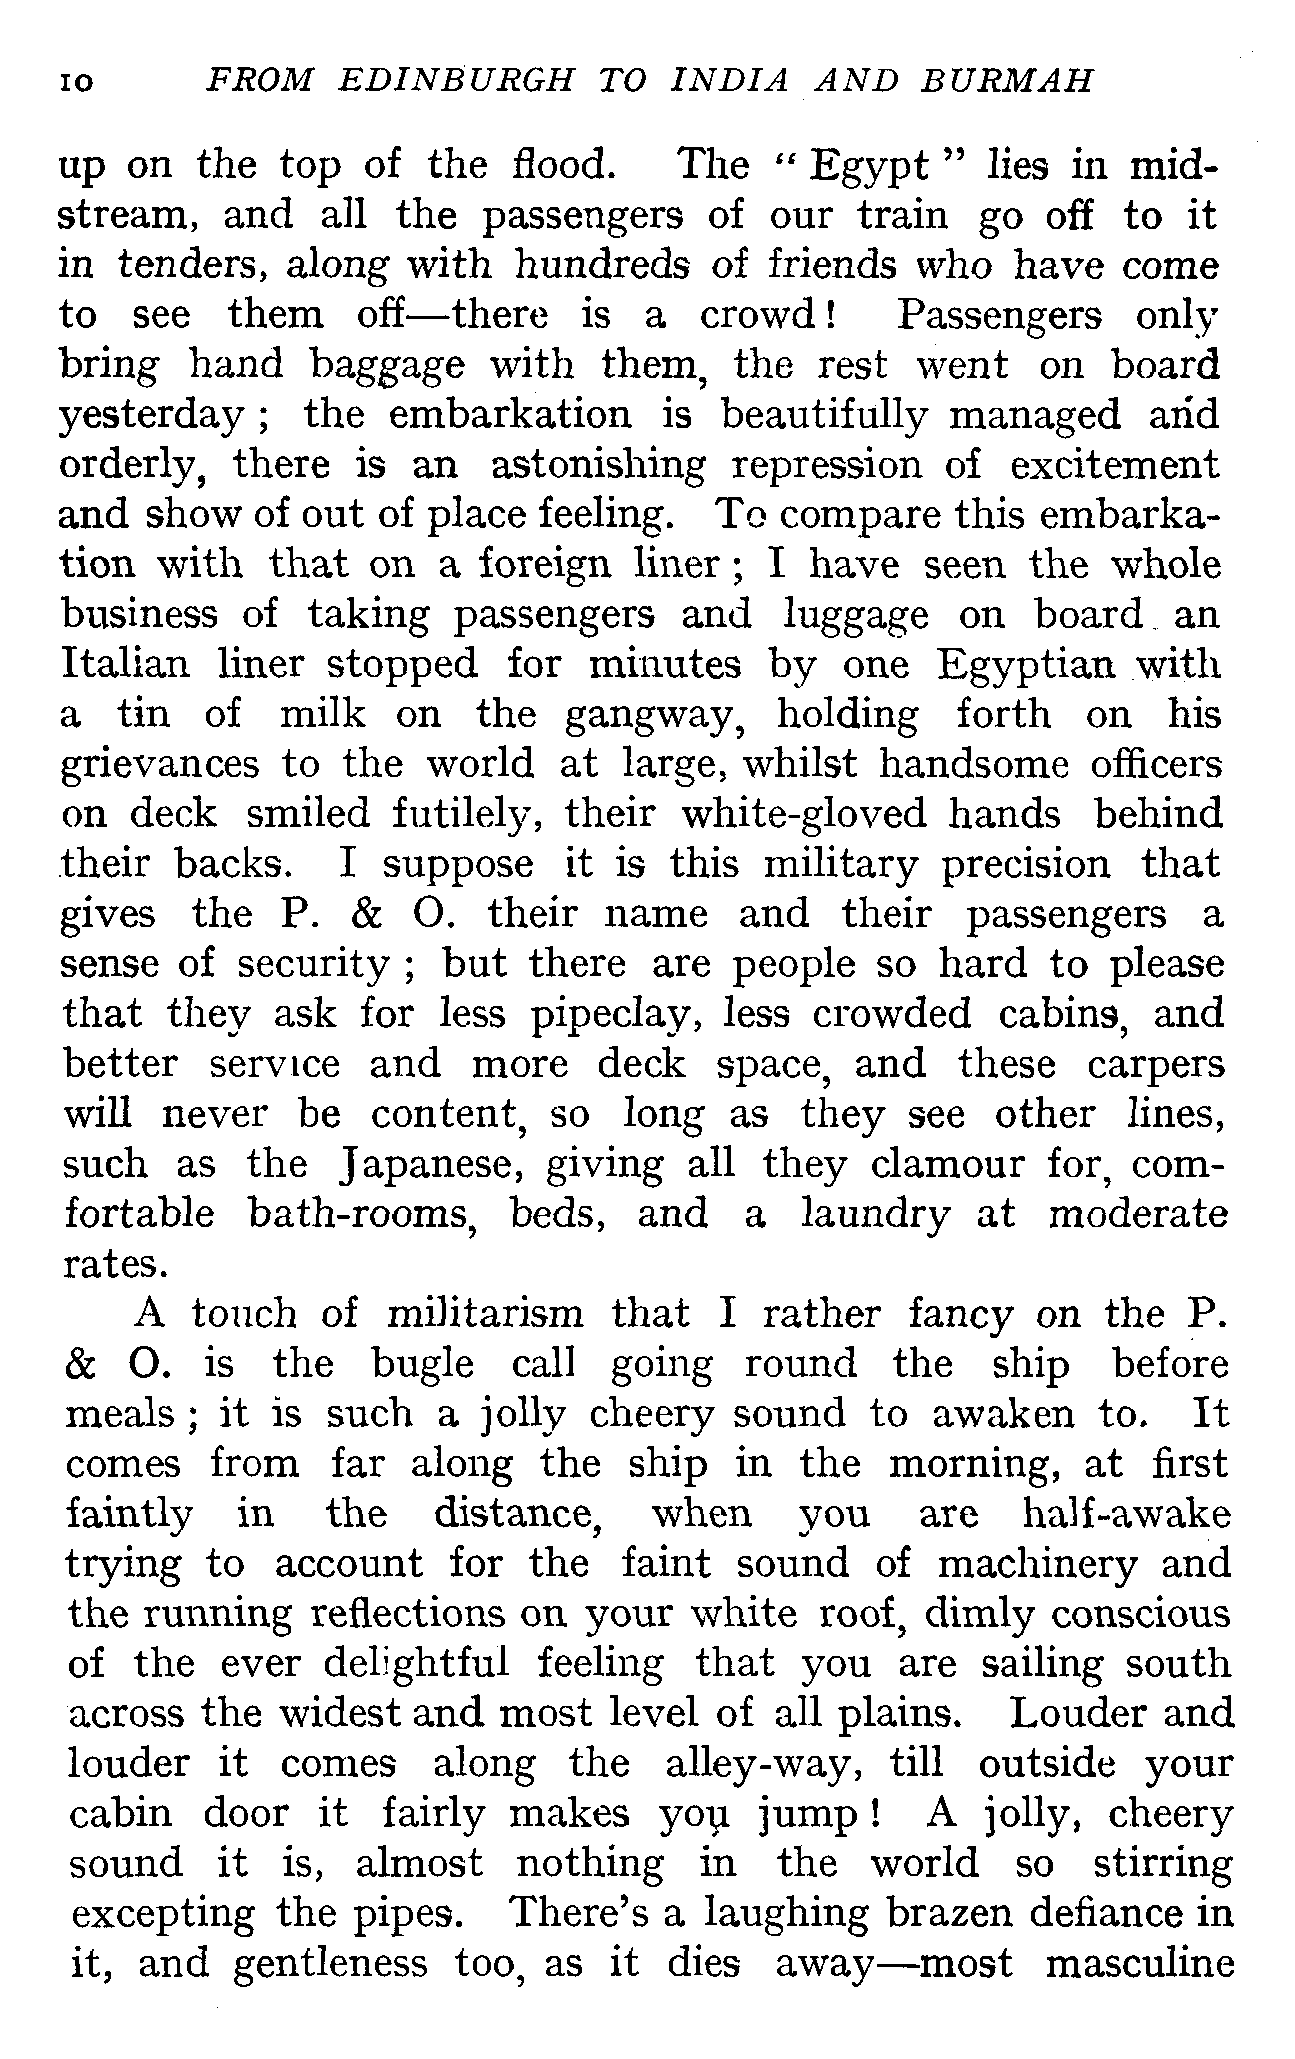 10 FROM EDINBURGH TO INDIA AND BURMAH
up on the top of the flood. The “ Egypt ” lies in mid-
stream, and all the passengers of our train go off to it
in tenders, along with hundreds of friends who have come
to see them off—there is a crowd ! Passengers only
bring hand baggage with them, the rest went on board
yesterday ; the embarkation is beautifully managed and
orderly, there is an astonishing repression of excitement
and show of out of place feeling. To compare this embarka-
tion with that on a foreign liner ; I have seen the whole
business of taking passengers and luggage on board an
Italian liner stopped for minutes by one Egyptian with
a tin of milk on the gangway, holding forth on his
grievances to the world at large, whilst handsome officers
on deck smiled futilely, their white-gloved hands behind
their backs. I suppose it is this military precision that
gives the P. & O. their name and their passengers a
sense of security ; but there are people so hard to please
that they ask for less pipeclay, less crowded cabins, and
better service and more deck space, and these carpers
will never be content, so long as they see other lines,
such as the Japanese, giving all they clamour for, com-
fortable bath-rooms, beds, and a laundry at moderate
rates.
A touch of militarism that I rather fancy on the P.
& O. is the bugle call going round the ship before
meals ; it is such a jolly cheery sound to awaken to. It
comes from far along the ship in the morning, at first
faintly in the distance, when you are half-awake
trying to account for the faint sound of machinery and
the running reflections on your white roof, dimly conscious
of the ever delightful feeling that you are sailing south
across the widest and most level of all plains. Louder and
louder it comes along the alley-way, till outside your
cabin door it fairly makes you jump ! A jolly, cheery
sound it is, almost nothing in the world so stirring
excepting the pipes. There’s a laughing brazen defiance in
it, and gentleness too, as it dies away—most masculine